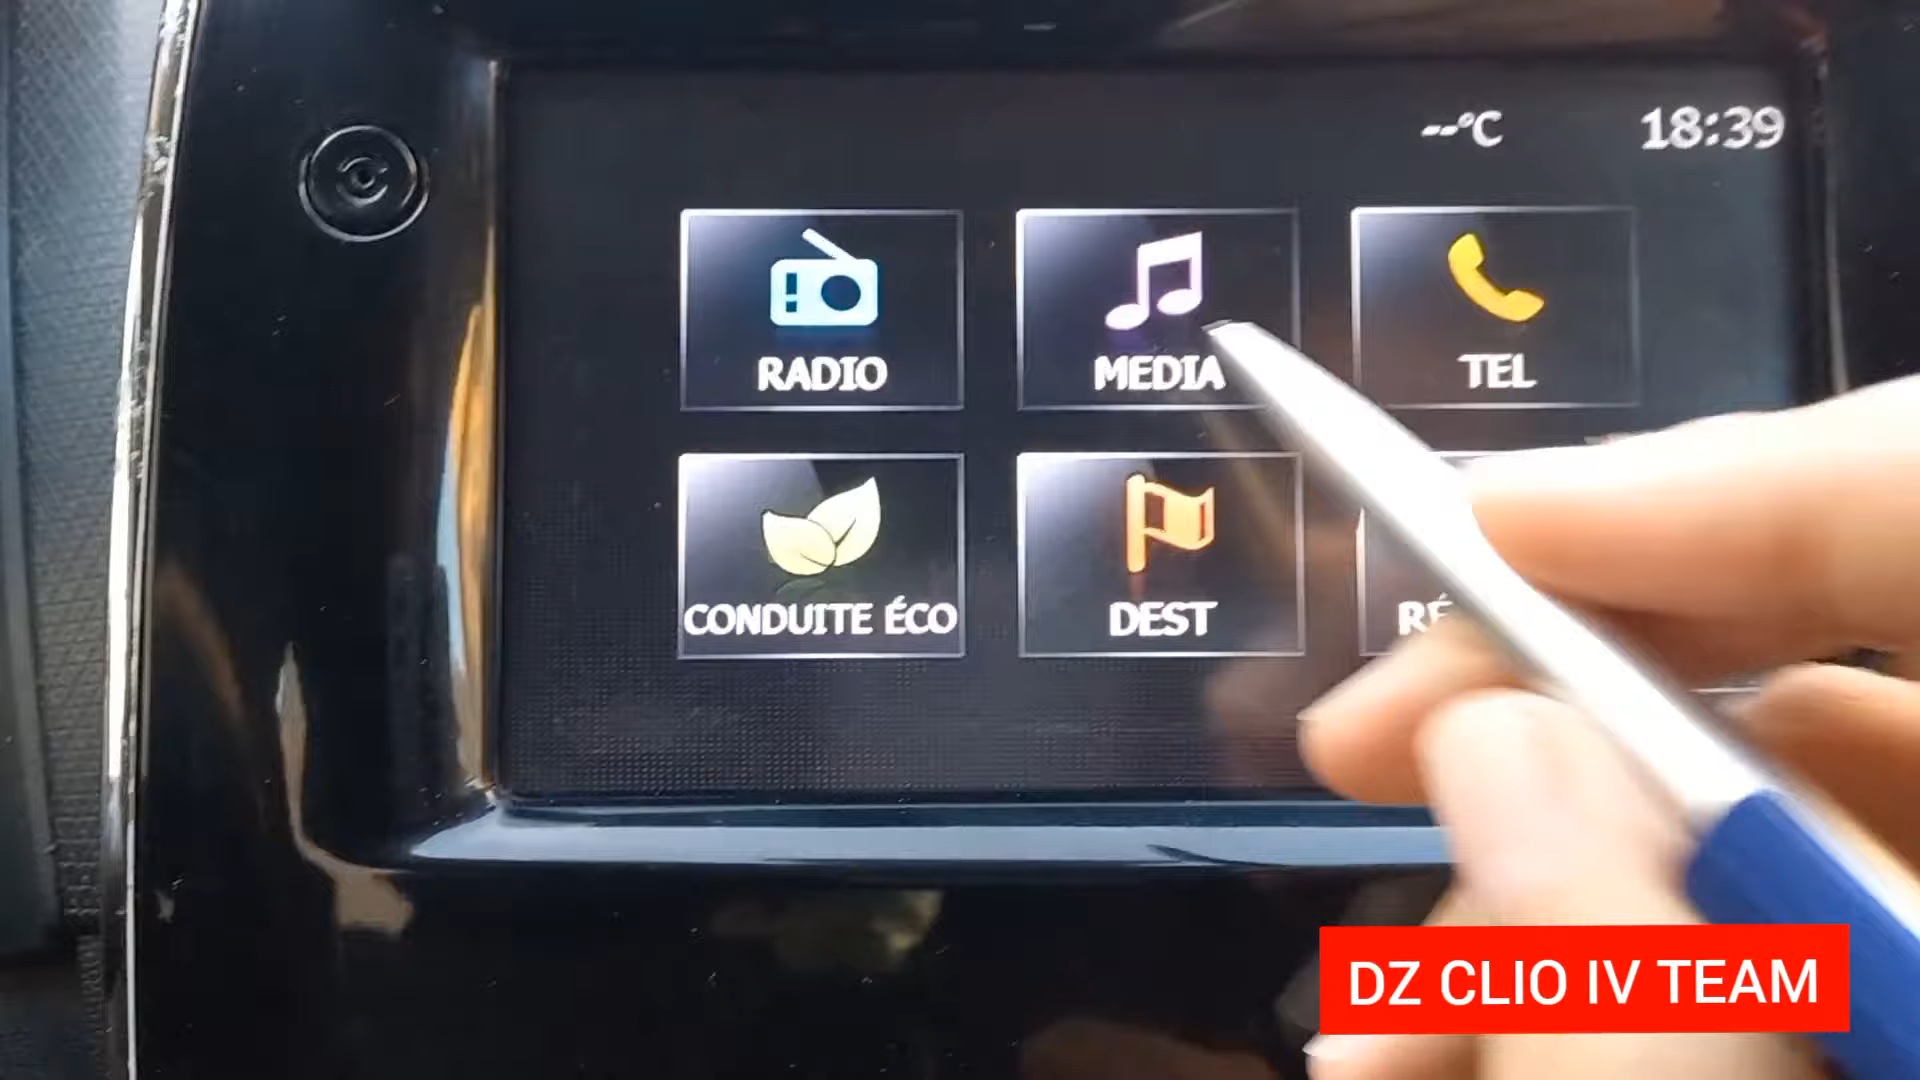 --°C 18:39
RADIO MEDIA TEL
CONDUITE ÉCO DEST
DZ CLIO IV TEAM